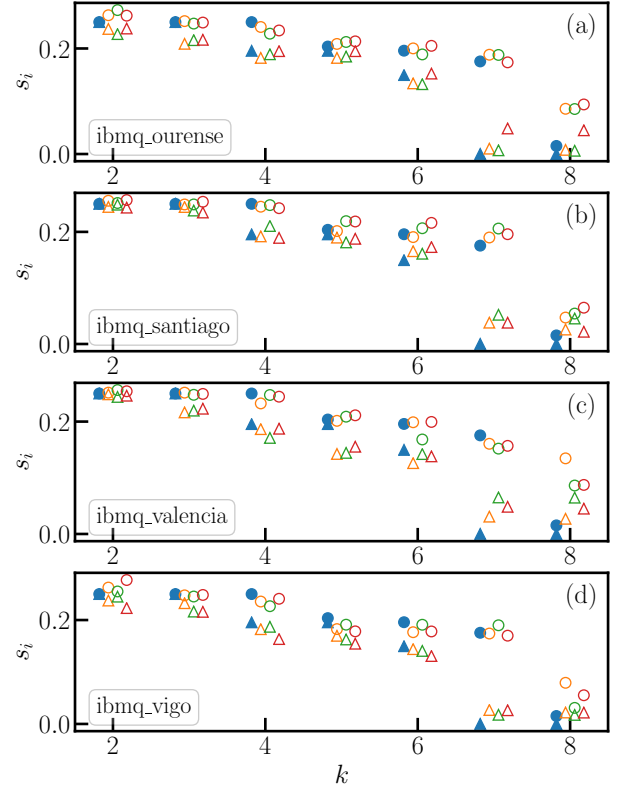 (a)
0.2
s_i
0.0
ibmq_ourense
2 4 6 8
(b)
0.2
s_i
0.0
ibmq_santiago
2 4 6 8
(c)
0.2
s_i
0.0
ibmq_valencia
2 4 6 8
(d)
0.2
s_i
0.0
ibmq_vigo
2 4 6 8
k